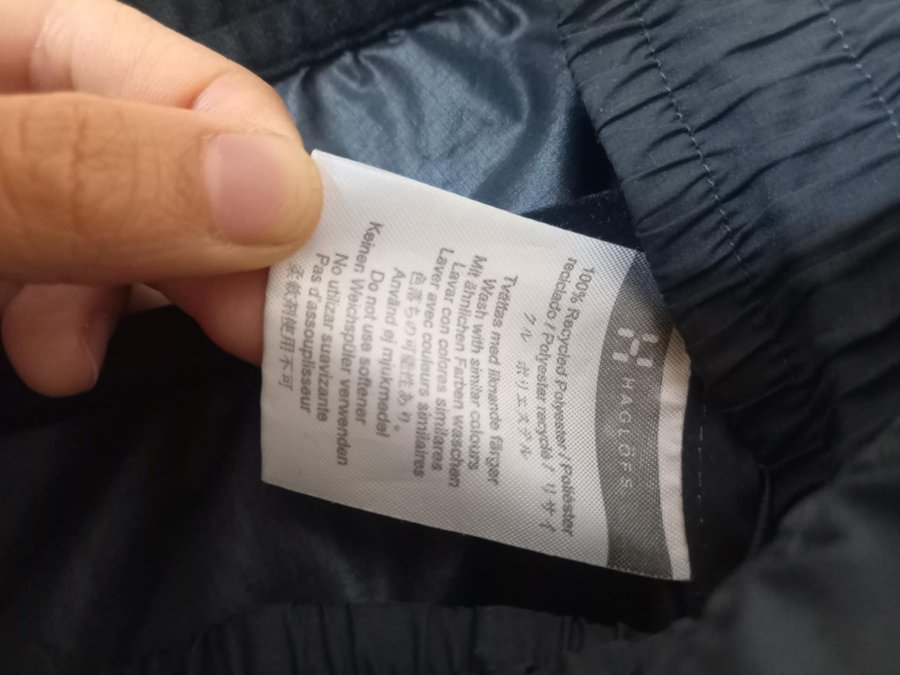 HAGLÖFS
100% Recycled Polyester / Poliéster
reciclado / Polyester recyclé / リサイ
クル ポリエステル
Tvättas med liknande färger
Wash with similar colours
Mit ähnlichen Farben waschen
Lavar con colores similares
Laver avec couleurs similaires
色落ちの可能性あり。
Använd ej mjukmedel
Do not use softener
Keinen Weichspüler verwenden
No utilizar suavizante
Pas d'assouplisseur
柔軟剤使用不可